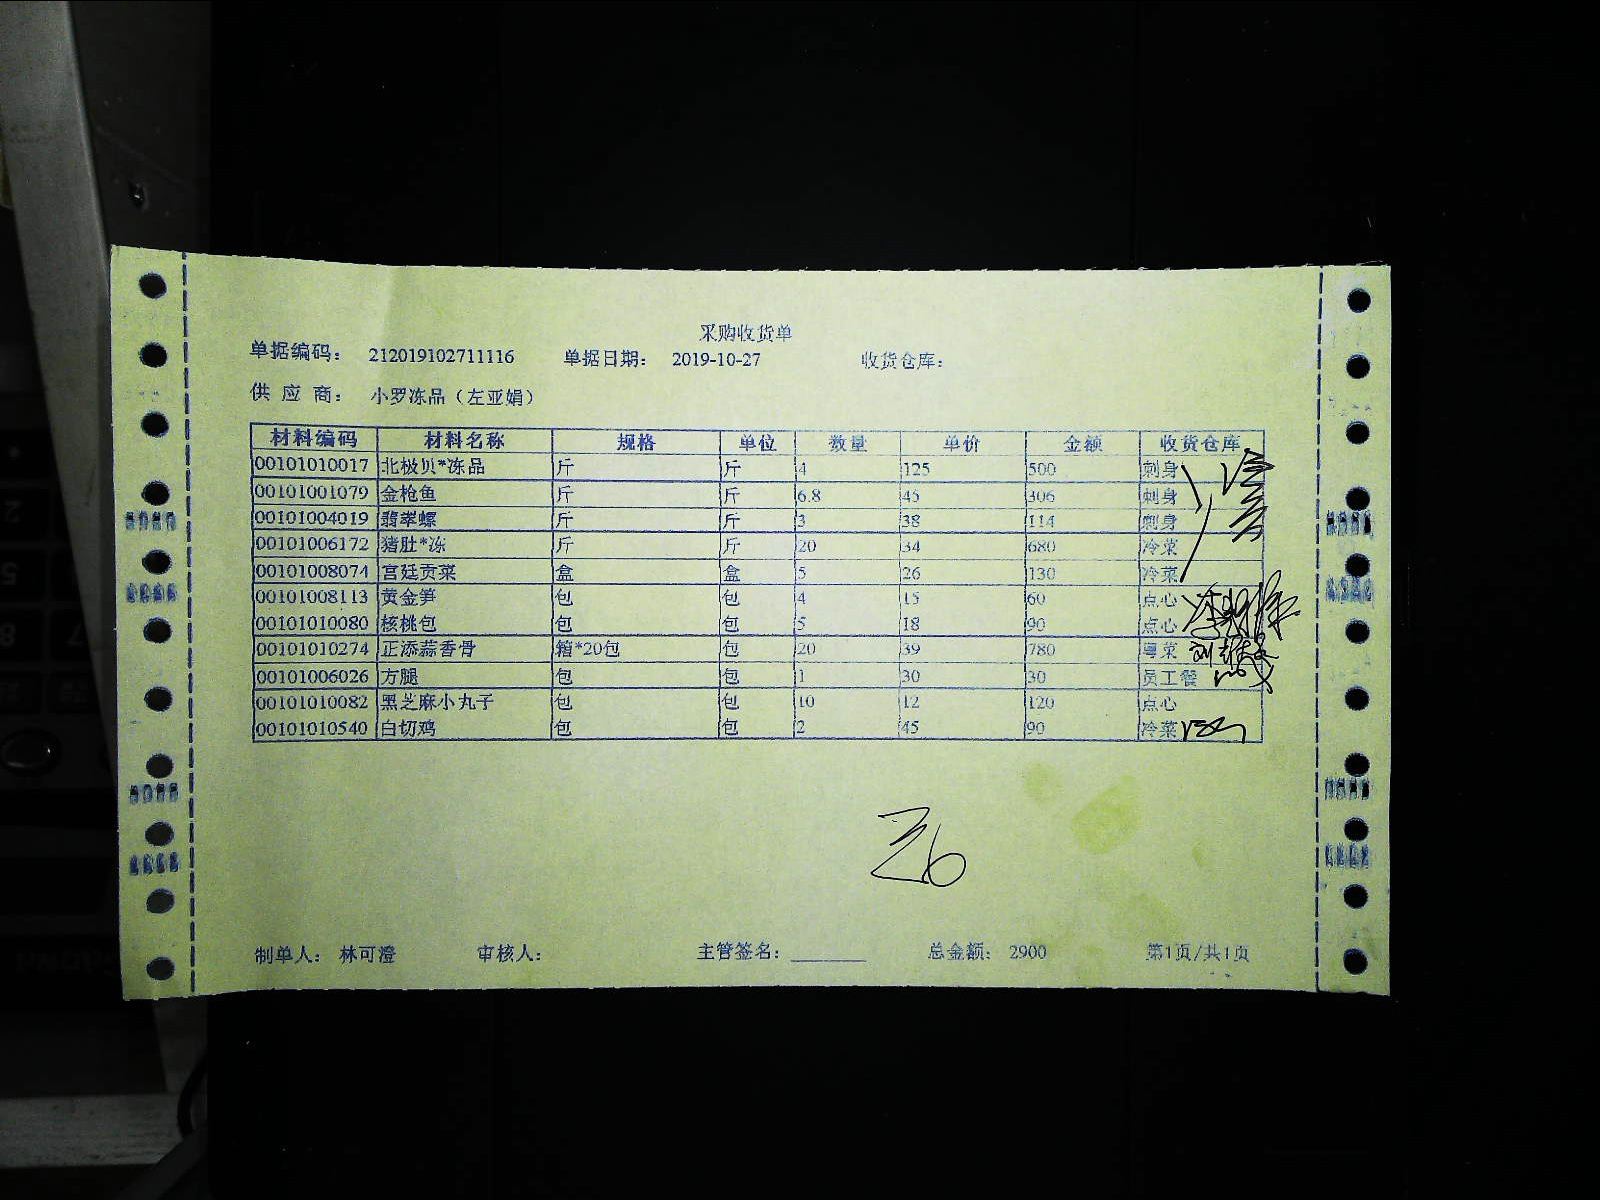 采购收货单
单据编码： 212019102711116 单据日期： 2019-10-27 收货仓库：
供 应 商： 小罗冻品（左亚娟）
材料编码 材料名称 规格 单位 数量 单价 金额 收货仓库
00101010017 北极贝*冻品 斤 斤 4 125 500 刺身
00101001079 金枪鱼 斤 斤 6.8 45 306 刺身
00101004019 翡翠螺 斤 斤 3 38 114 刺身
00101006172 猪肚*冻 斤 斤 20 34 680 冷菜
00101008074 宫廷贡菜 盒 盒 5 26 130 冷菜
00101008113 黄金笋 包 包 4 15 60 点心
00101010080 核桃包 包 包 5 18 90 点心
00101010274 正添蒜香骨 箱*20包 包 20 39 780 粤菜
00101006026 方腿 包 包 1 30 30 员工餐
00101010082 黑芝麻小丸子 包 包 10 12 120 点心
00101010540 白切鸡 包 包 2 45 90 冷菜
制单人： 林可澄 审核人： 主管签名：________ 总金额： 2900 第1页/共1页